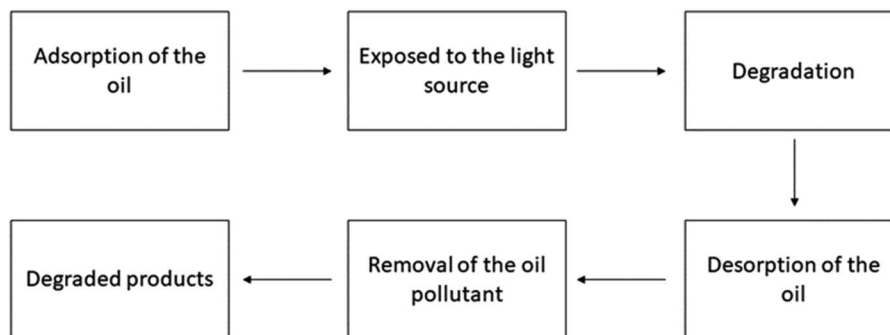 Adsorption of the
oil
Exposed to the light
source
Degradation
Desorption of the
oil
Removal of the oil
pollutant
Degraded products